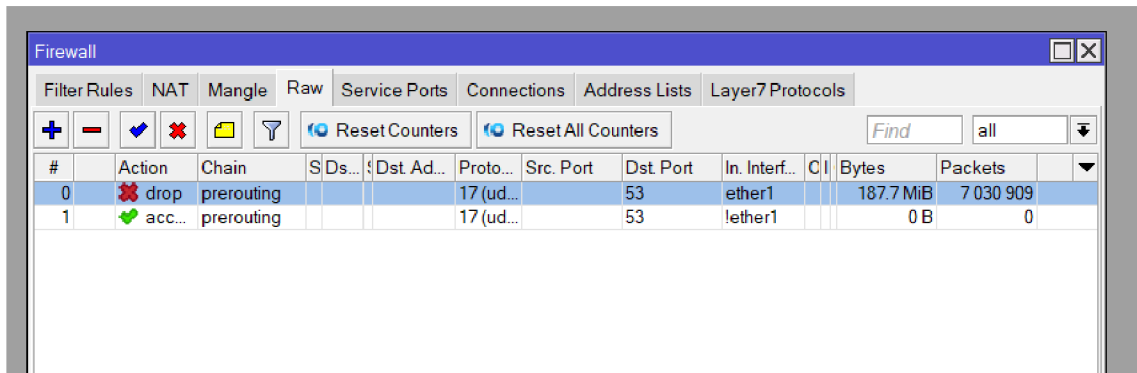 Firewall
Filter Rules NAT Mangle Raw Service Ports Connections Address Lists Layer7 Protocols
Reset Counters Reset All Counters Find all
# Action Chain S Ds... S Dst. Ad... Proto... Src. Port Dst. Port In. Interf... O I Bytes Packets
0 drop prerouting 17 (ud... 53 ether1 187.7 MiB 7 030 909
1 acc... prerouting 17 (ud... 53 !ether1 0 B 0